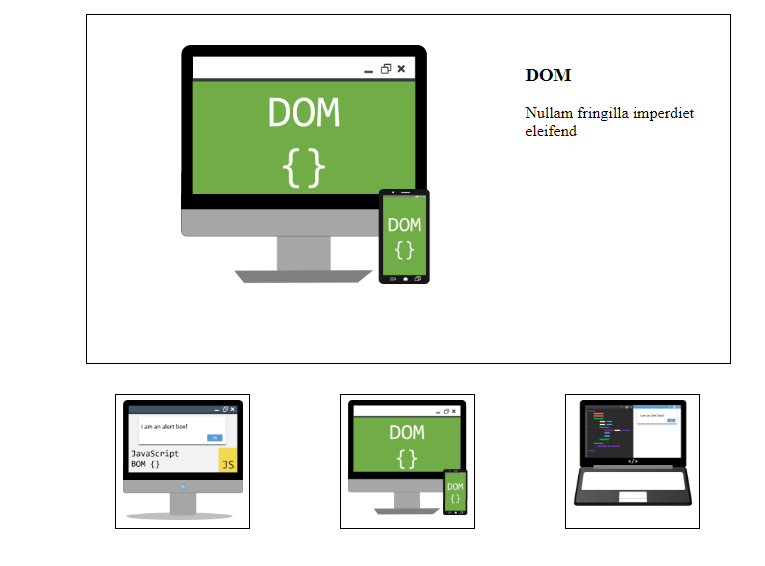 DOM
{}
DOM
{}
DOM
Nullam fringilla imperdiet
eleifend
I am an alert box!
JavaScript
BOM {}
JS
DOM
{}
DOM
{}
I am an alert box!
</>